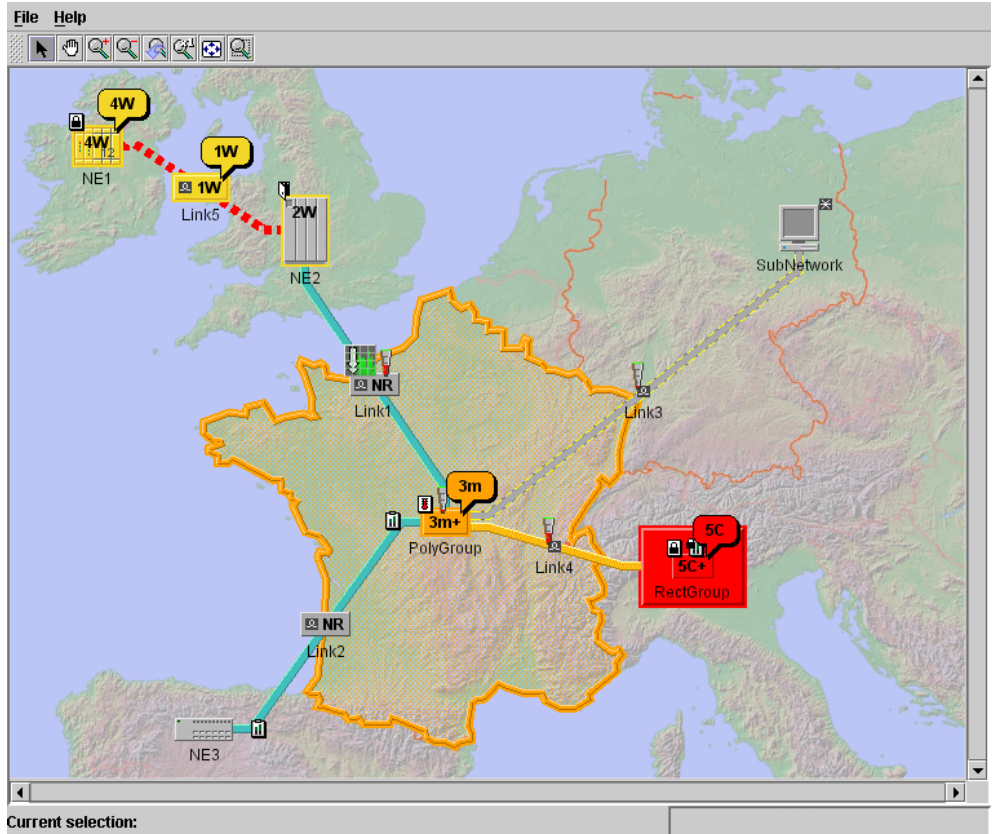 File Help
4W
4W
12
NE1
1W
1W
Link5
2W
NE2
SubNetwork
NR
Link1
Link3
3m
3m+
PolyGroup
Link4
5C
5C+
RectGroup
NR
Link2
NE3
Current selection: